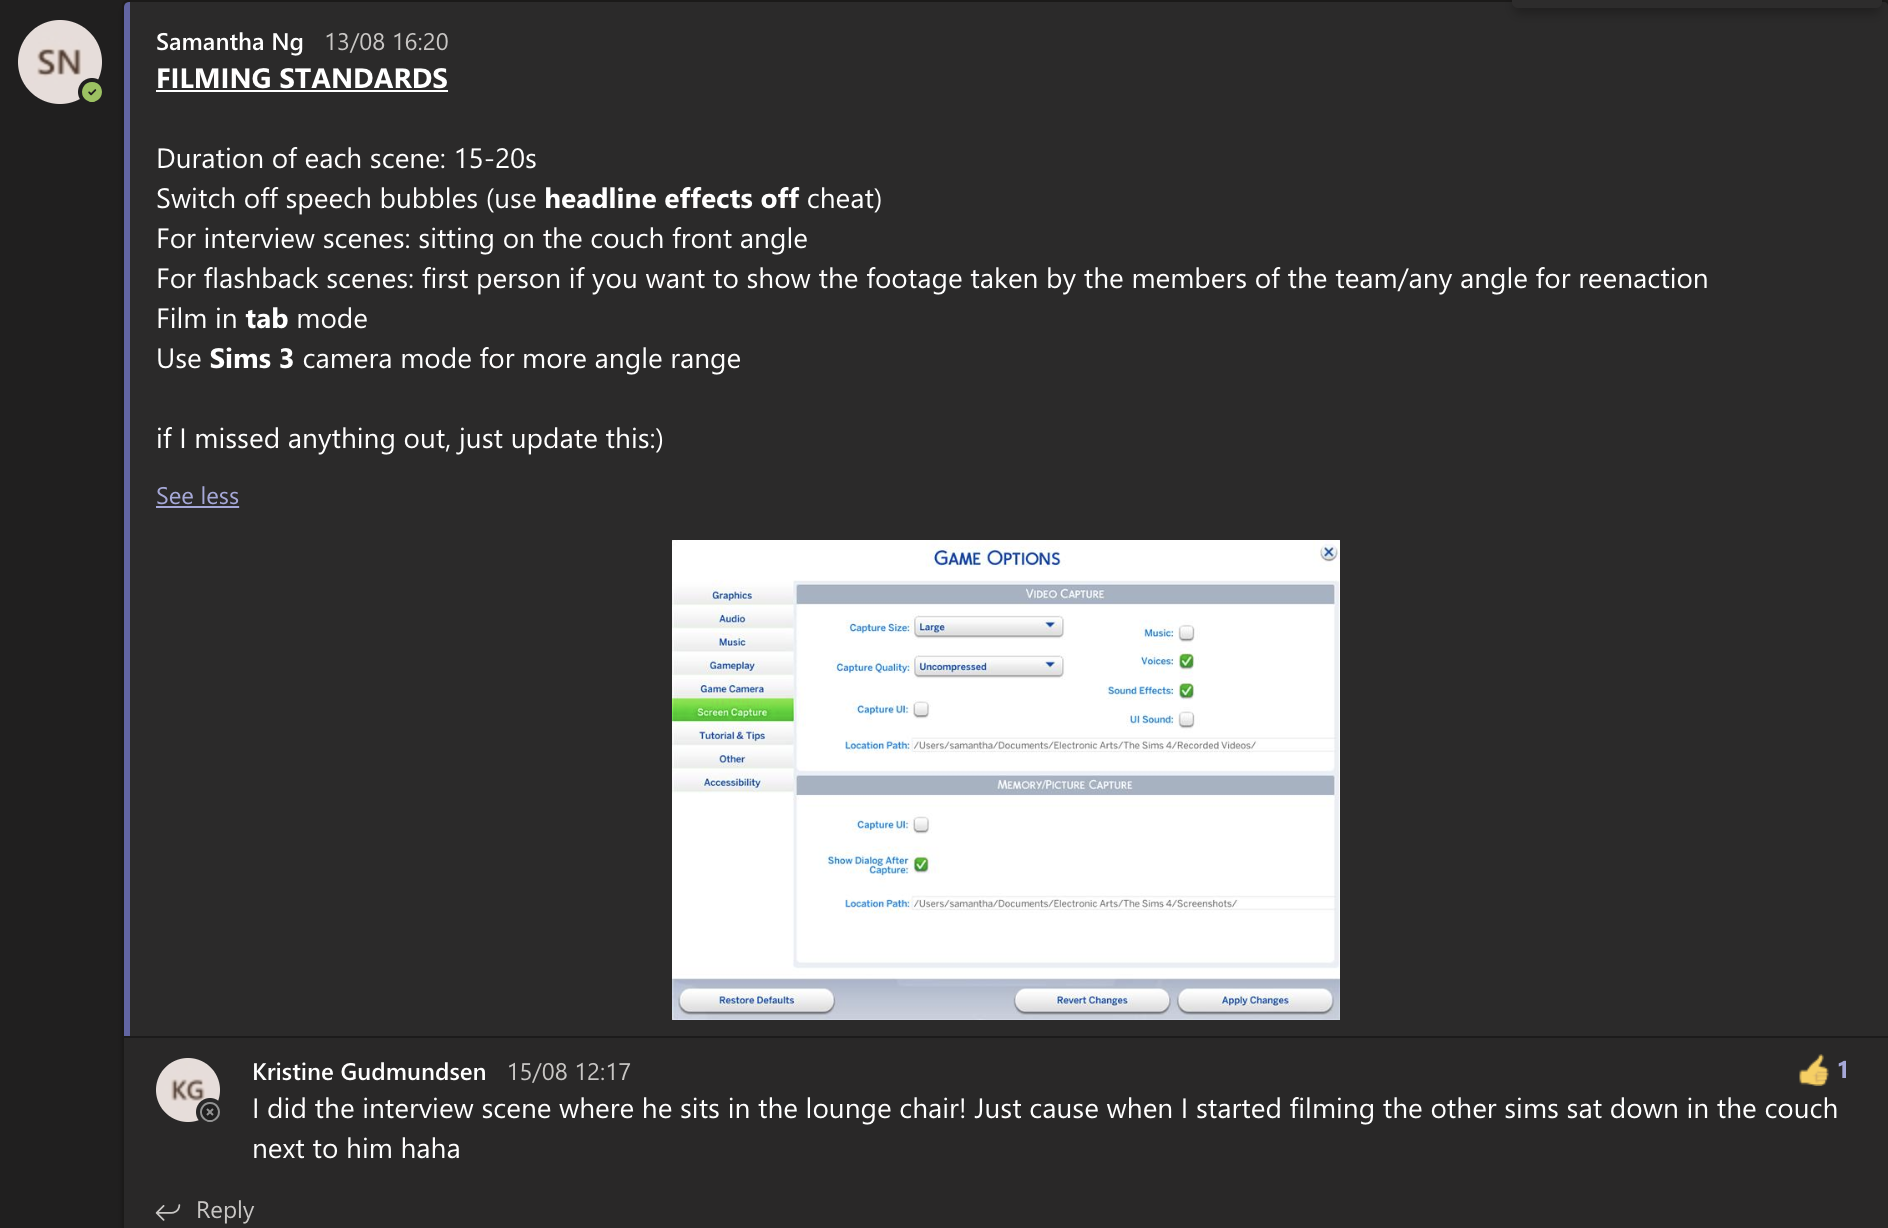 SN
Samantha Ng 13/08 16:20
FILMING STANDARDS
Duration of each scene: 15-20s
Switch off speech bubbles (use headline effects off cheat)
For interview scenes: sitting on the couch front angle
For flashback scenes: first person if you want to show the footage taken by the members of the team/any angle for reenaction
Film in tab mode
Use Sims 3 camera mode for more angle range
if I missed anything out, just update this:)
See less
GAME OPTIONS
Graphics
Audio
Music
Gameplay
Game Camera
Screen Capture
Tutorial & Tips
Other
Accessibility
VIDEO CAPTURE
Capture Size: Large
Capture Quality: Uncompressed
Capture UI:
Music:
Voices:
Sound Effects:
UI Sound:
Location Path: /Users/samantha/Documents/Electronic Arts/The Sims 4/Recorded Videos/
MEMORY/PICTURE CAPTURE
Capture UI:
Show Dialog After
Capture:
Location Path: /Users/samantha/Documents/Electronic Arts/The Sims 4/Screenshots/
Restore Defaults
Revert Changes
Apply Changes
KG
Kristine Gudmundsen 15/08 12:17
👍 1
I did the interview scene where he sits in the lounge chair! Just cause when I started filming the other sims sat down in the couch
next to him haha
Reply